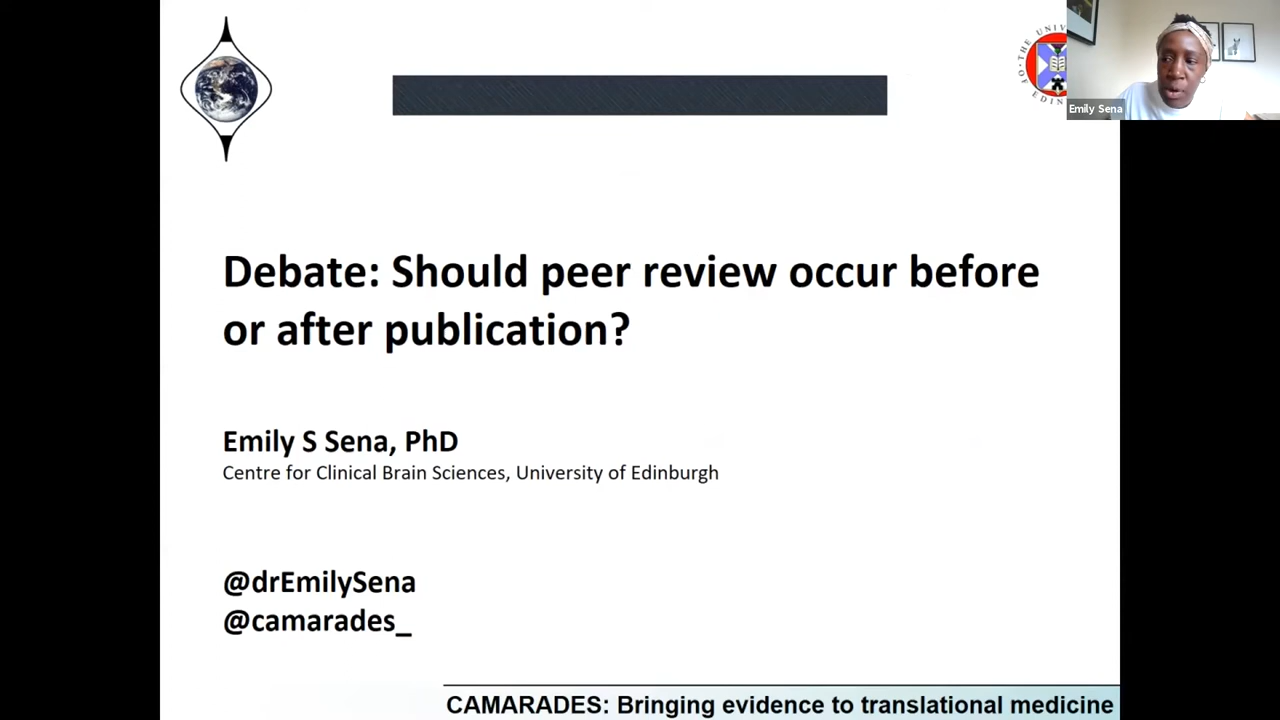 Emily Sena
Debate: Should peer review occur before
or after publication?
Emily S Sena, PhD
Centre for Clinical Brain Sciences, University of Edinburgh
@drEmilySena
@camarades_
CAMARADES: Bringing evidence to translational medicine